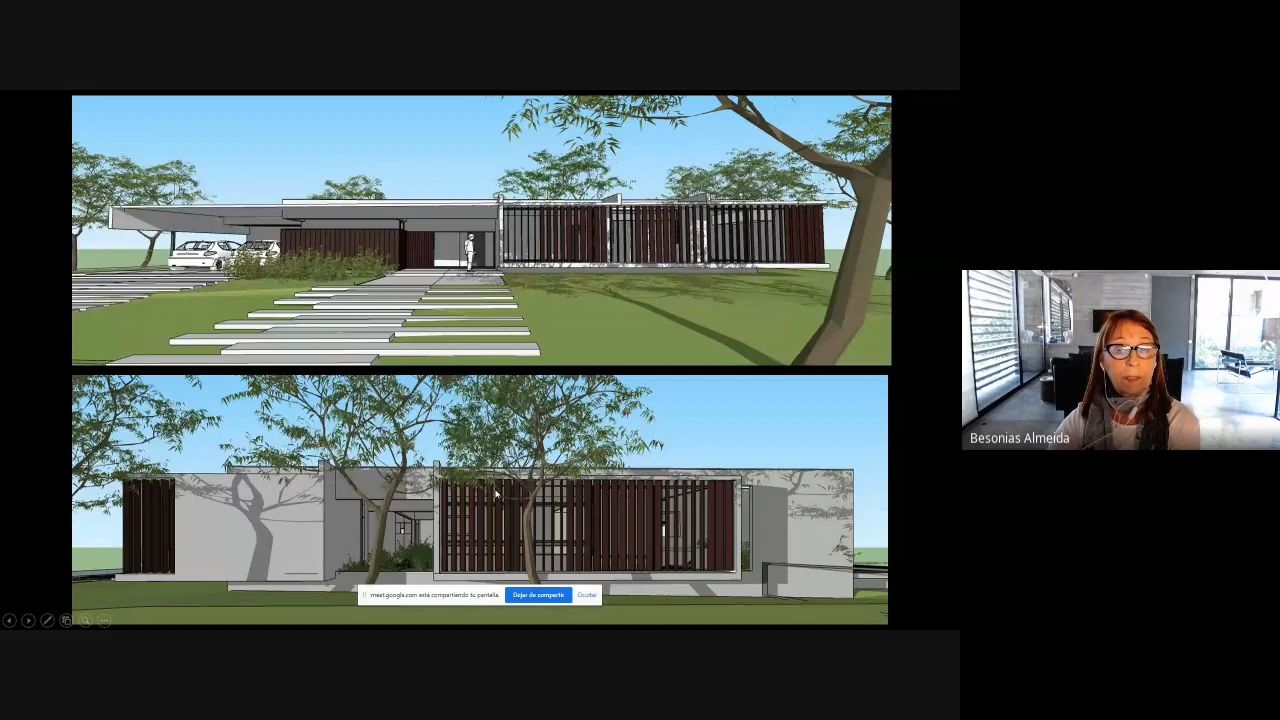 Besonias Almeida
meet.google.com está compartiendo tu pantalla.
Dejar de compartir
Ocultar